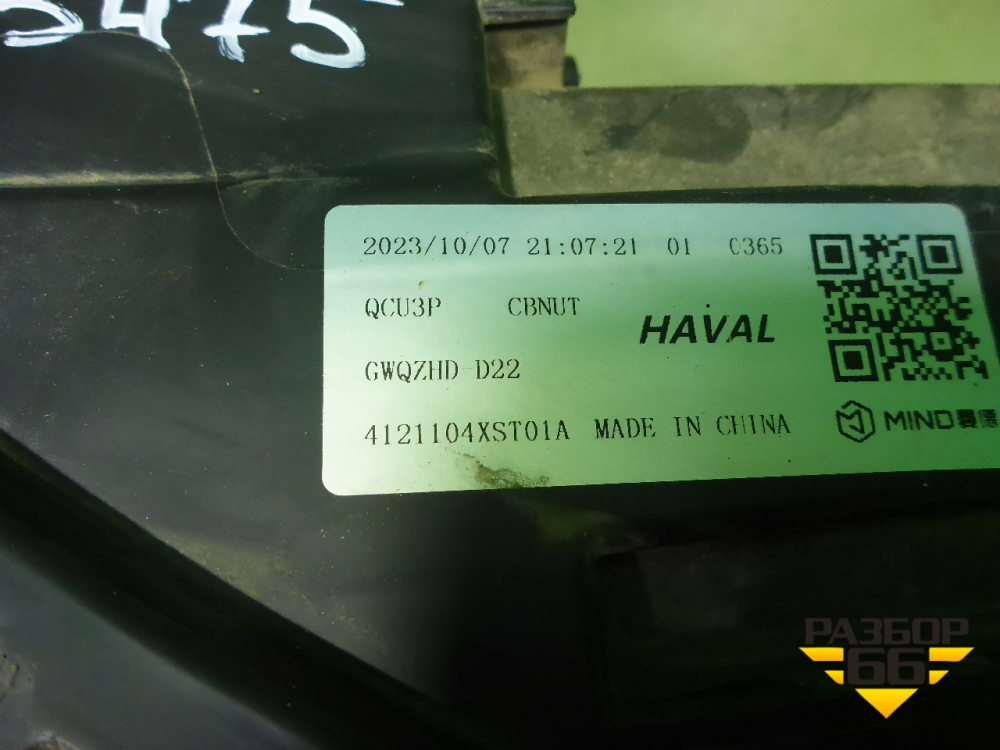 5475
2023/10/07 21:07:21 01 C365
QCU3P CBNUT
HAVAL
GWQZHD-D22
4121104XST01A MADE IN CHINA
MIND
РАЗБОР
66